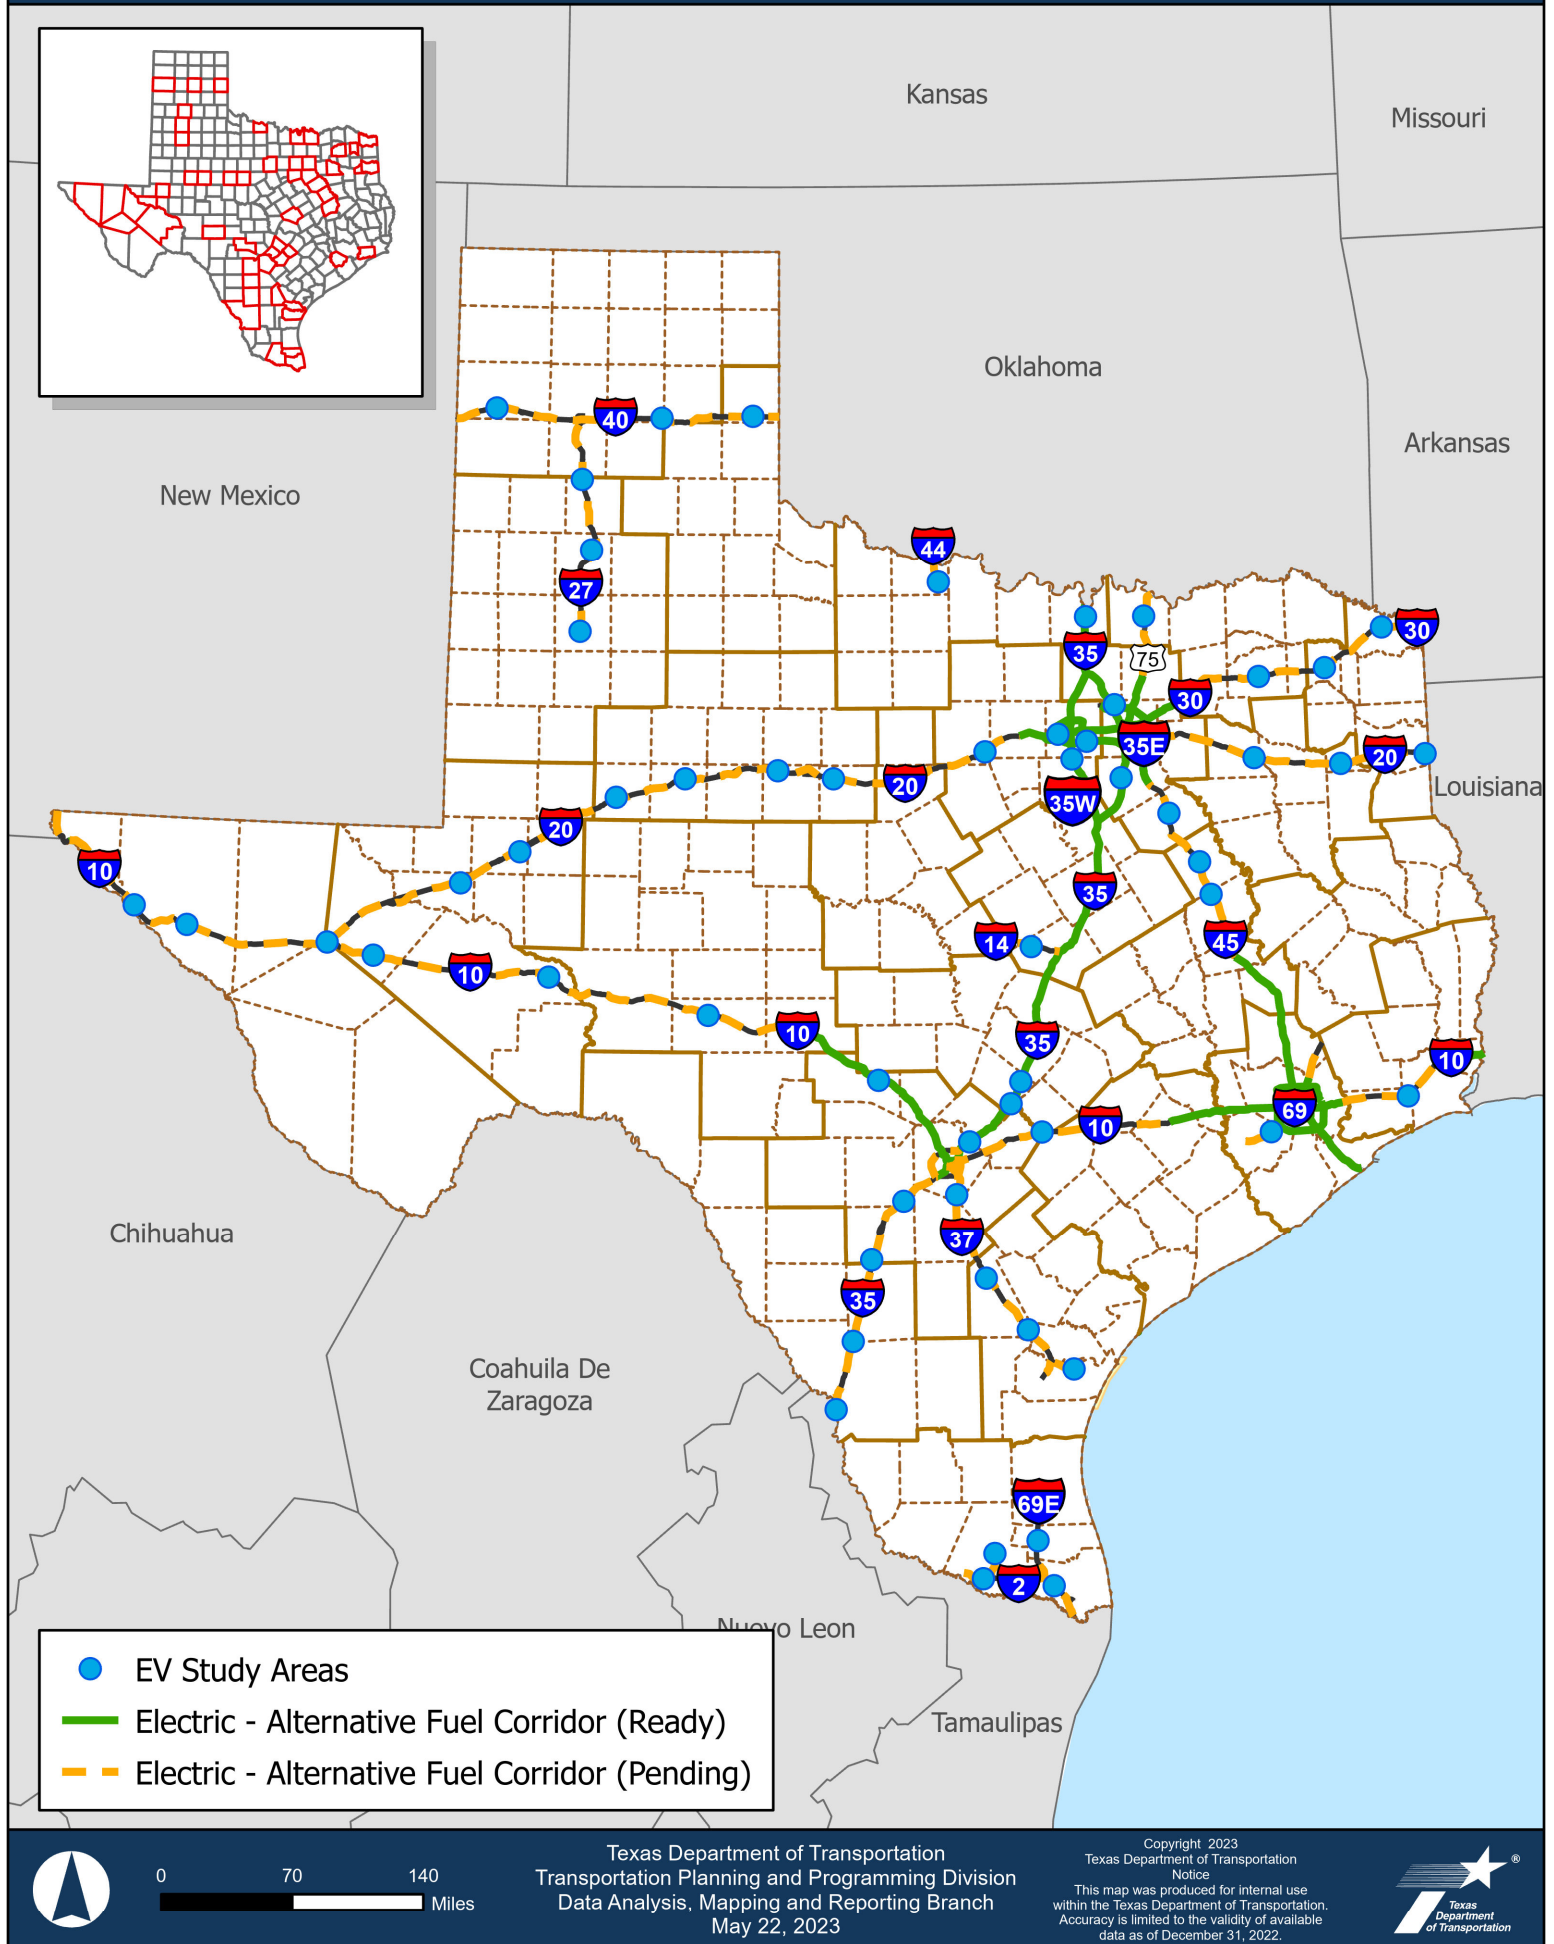 Kansas
Missouri
Oklahoma
Arkansas
New Mexico
40
44
27
30
35
75
30
35E
20
20
Louisiana
35W
20
10
35
14
45
10
10
35
10
69
10
Chihuahua
37
35
Coahuila De
Zaragoza
69E
2
Nuevo Leon
Tamaulipas
EV Study Areas
Electric - Alternative Fuel Corridor (Ready)
Electric - Alternative Fuel Corridor (Pending)
0 70 140
Miles
Texas Department of Transportation
Transportation Planning and Programming Division
Data Analysis, Mapping and Reporting Branch
May 22, 2023
Copyright 2023
Texas Department of Transportation
Notice
This map was produced for internal use
within the Texas Department of Transportation.
Accuracy is limited to the validity of available
data as of December 31, 2022.
®
Texas
Department
of Transportation